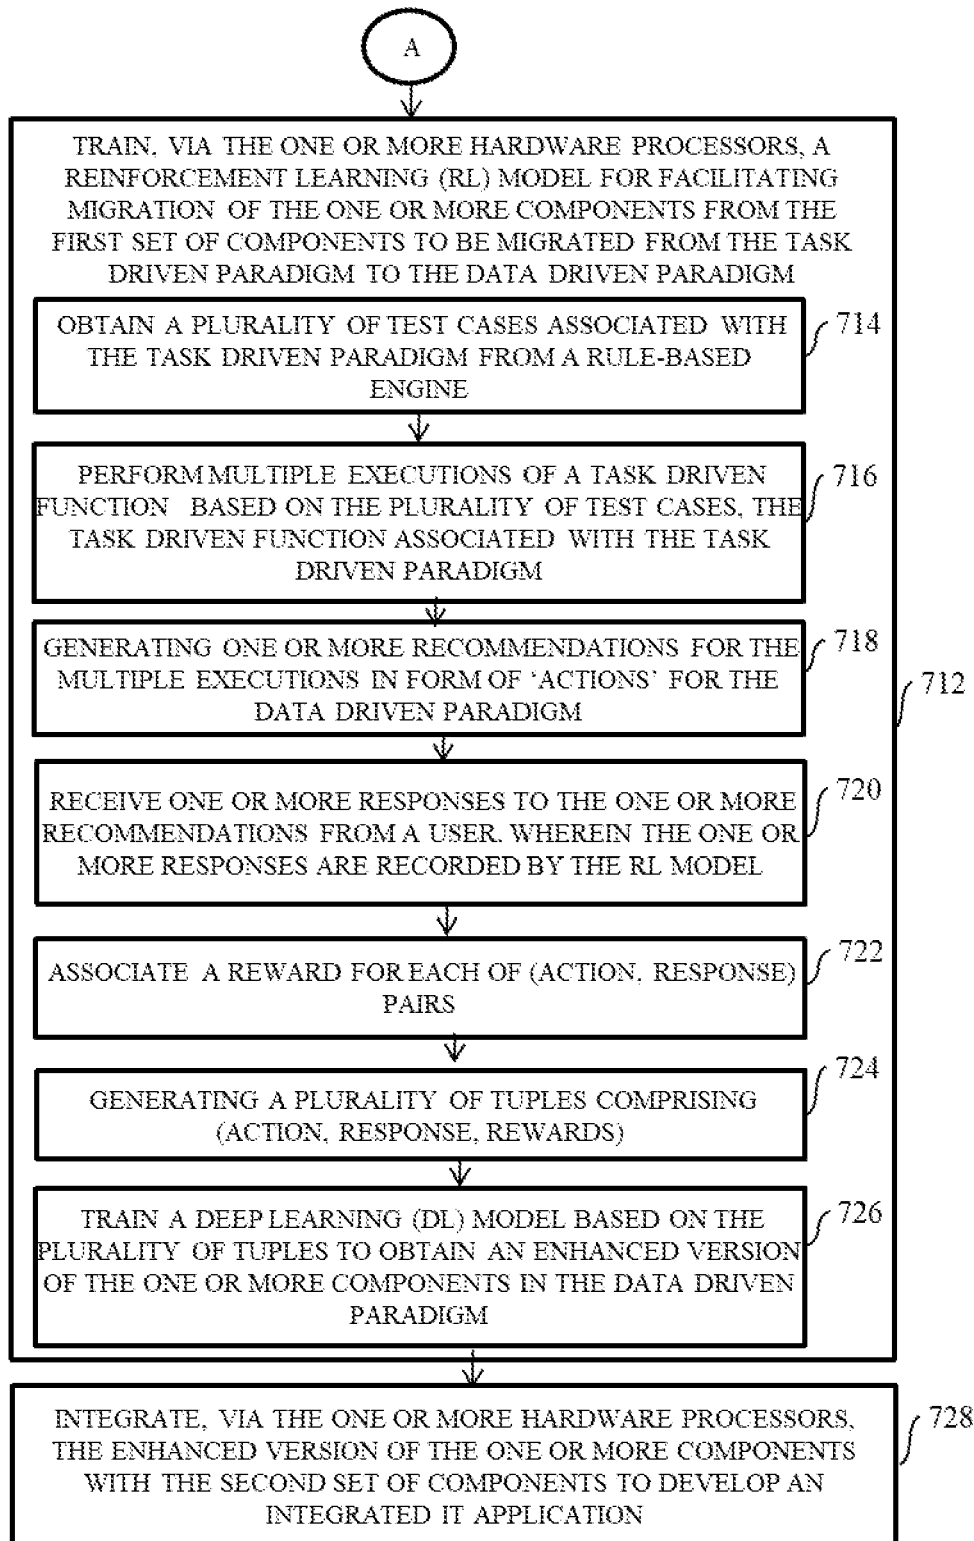 A
TRAIN, VIA THE ONE OR MORE HARDWARE PROCESSORS, A
REINFORCEMENT LEARNING (RL) MODEL FOR FACILITATING
MIGRATION OF THE ONE OR MORE COMPONENTS FROM THE
FIRST SET OF COMPONENTS TO BE MIGRATED FROM THE TASK
DRIVEN PARADIGM TO THE DATA DRIVEN PARADIGM
OBTAIN A PLURALITY OF TEST CASES ASSOCIATED WITH
THE TASK DRIVEN PARADIGM FROM A RULE-BASED
ENGINE
714
PERFORM MULTIPLE EXECUTIONS OF A TASK DRIVEN
FUNCTION BASED ON THE PLURALITY OF TEST CASES, THE
TASK DRIVEN FUNCTION ASSOCIATED WITH THE TASK
DRIVEN PARADIGM
716
GENERATING ONE OR MORE RECOMMENDATIONS FOR THE
MULTIPLE EXECUTIONS IN FORM OF ‘ACTIONS’ FOR THE
DATA DRIVEN PARADIGM
718
712
RECEIVE ONE OR MORE RESPONSES TO THE ONE OR MORE
RECOMMENDATIONS FROM A USER, WHEREIN THE ONE OR
MORE RESPONSES ARE RECORDED BY THE RL MODEL
720
ASSOCIATE A REWARD FOR EACH OF (ACTION, RESPONSE)
PAIRS
722
GENERATING A PLURALITY OF TUPLES COMPRISING
(ACTION, RESPONSE, REWARDS)
724
TRAIN A DEEP LEARNING (DL) MODEL BASED ON THE
PLURALITY OF TUPLES TO OBTAIN AN ENHANCED VERSION
OF THE ONE OR MORE COMPONENTS IN THE DATA DRIVEN
PARADIGM
726
INTEGRATE, VIA THE ONE OR MORE HARDWARE PROCESSORS,
THE ENHANCED VERSION OF THE ONE OR MORE COMPONENTS
WITH THE SECOND SET OF COMPONENTS TO DEVELOP AN
INTEGRATED IT APPLICATION
728